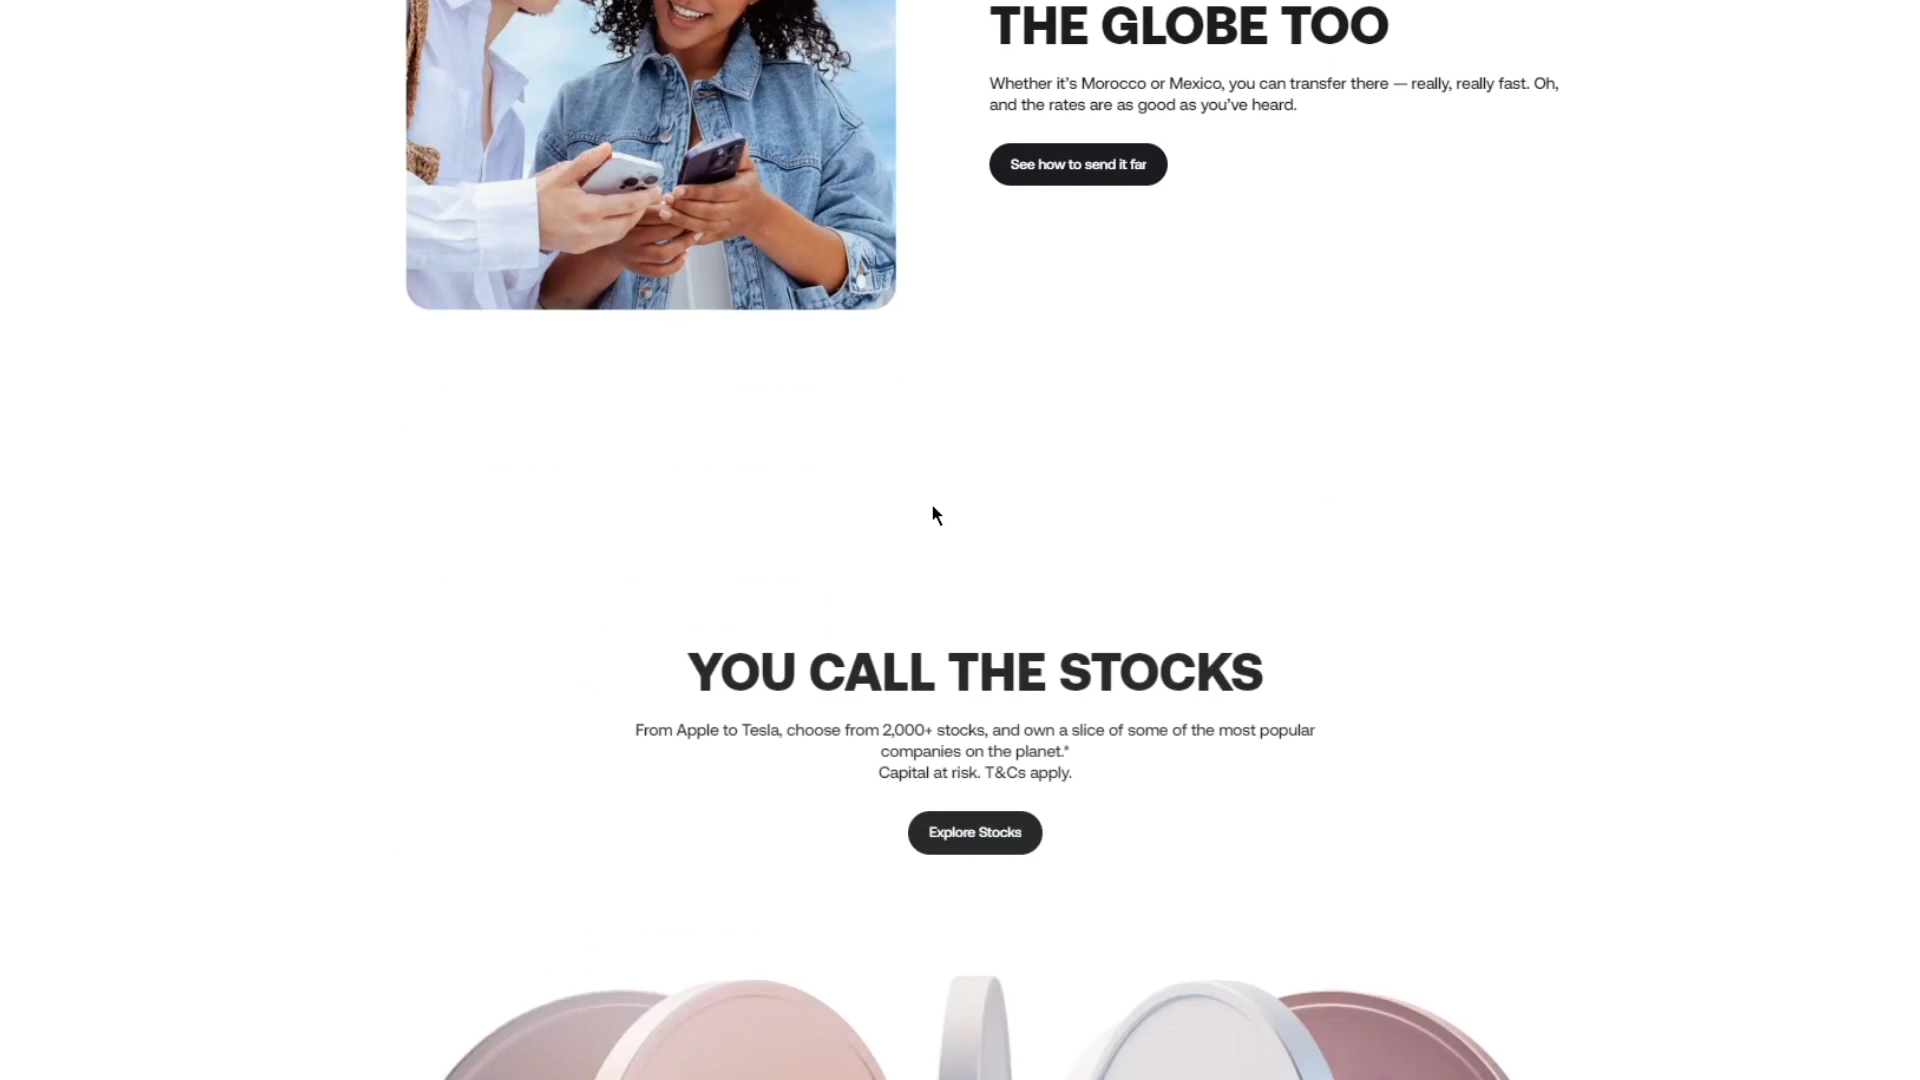 THE GLOBE TOO
Whether it’s Morocco or Mexico, you can transfer there — really, really fast. Oh,
and the rates are as good as you’ve heard.
See how to send it far
YOU CALL THE STOCKS
From Apple to Tesla, choose from 2,000+ stocks, and own a slice of some of the most popular
companies on the planet.*
Capital at risk. T&Cs apply.
Explore Stocks